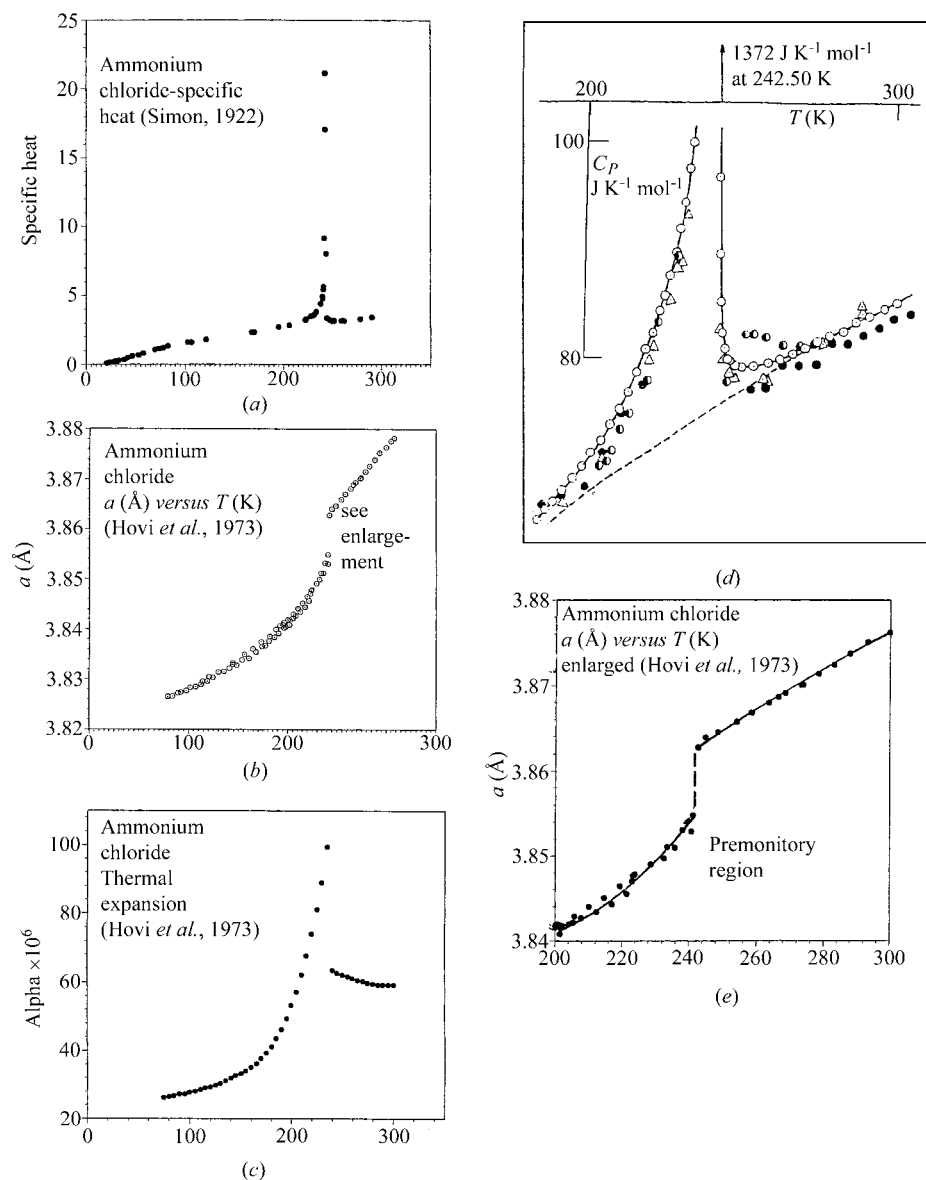 25
20
15
10
5
0
Specific heat
Ammonium
chloride-specific
heat (Simon, 1922)
0
100
200
300
(a)
3.88
3.87
3.86
3.85
3.84
3.83
3.82
a (Å)
Ammonium
chloride
a (Å) versus T (K)
(Hovi et al., 1973)
see
enlarge-
ment
0
100
200
300
(b)
100
80
60
40
20
Alpha ×10⁶
Ammonium
chloride
Thermal
expansion
(Hovi et al., 1973)
0
100
200
300
(c)
1372 J K⁻¹ mol⁻¹
at 242.50 K
200
300
T (K)
100
C_P
J K⁻¹ mol⁻¹
80
(d)
3.88
3.87
3.86
3.85
3.84
a (Å)
Ammonium chloride
a (Å) versus T (K)
enlarged (Hovi et al., 1973)
Premonitory
region
200
220
240
260
280
300
(e)